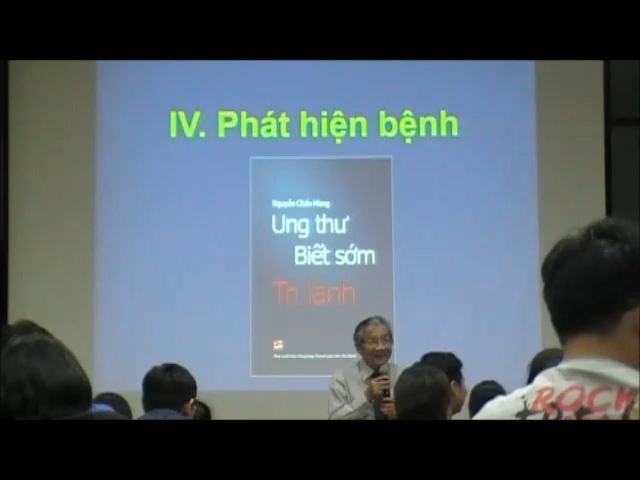 IV. Phát hiện bệnh
Nguyễn Chấn Hùng
Ung thư
Biết sớm
Trị lành
ROCK